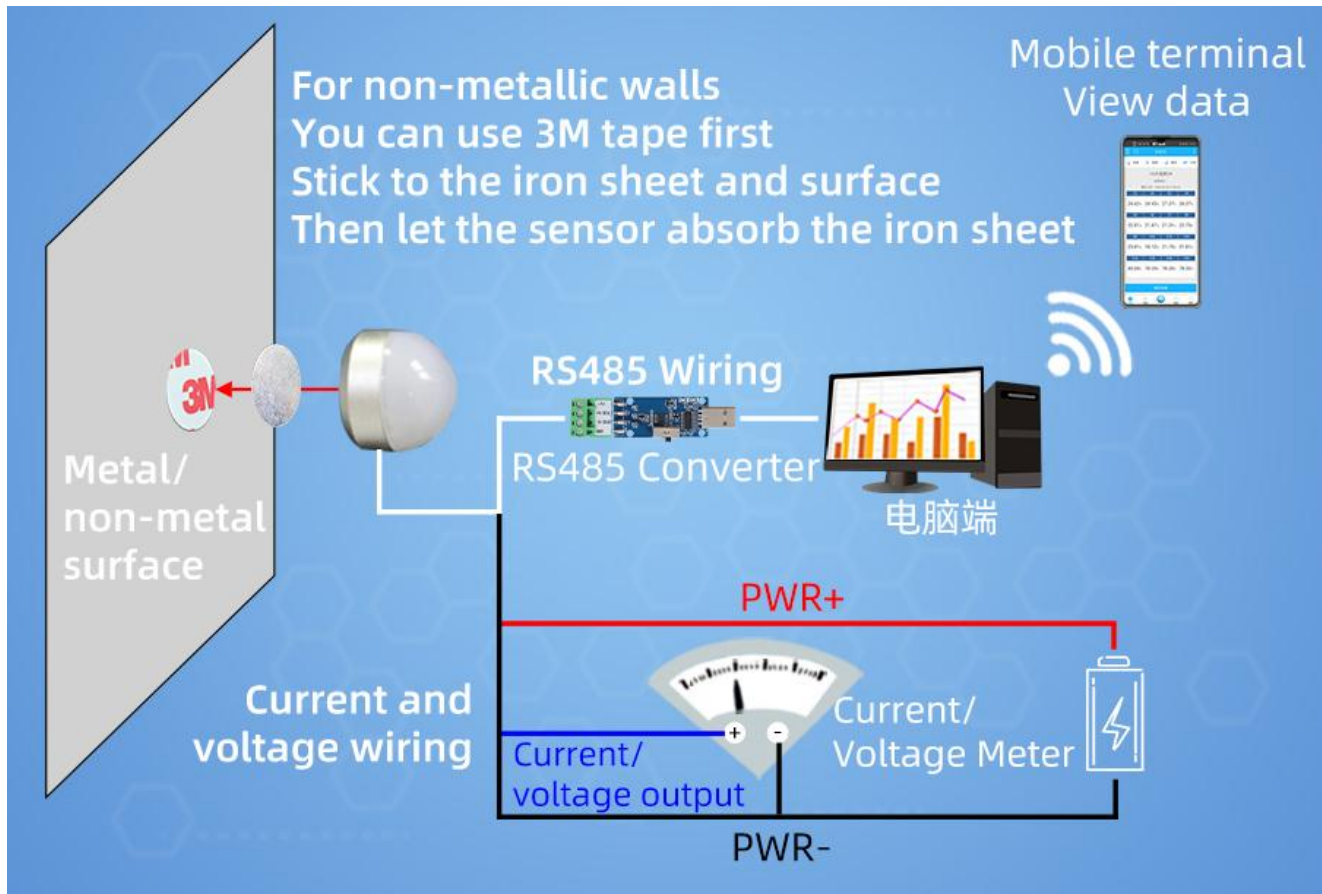 For non-metallic walls
You can use 3M tape first
Stick to the iron sheet and surface
Then let the sensor absorb the iron sheet
Mobile terminal
View data
3M
Metal/
non-metal
surface
RS485 Wiring
RS485 Converter
电脑端
PWR+
Current and
voltage wiring
Current/
voltage output
+
-
Current/
Voltage Meter
PWR-